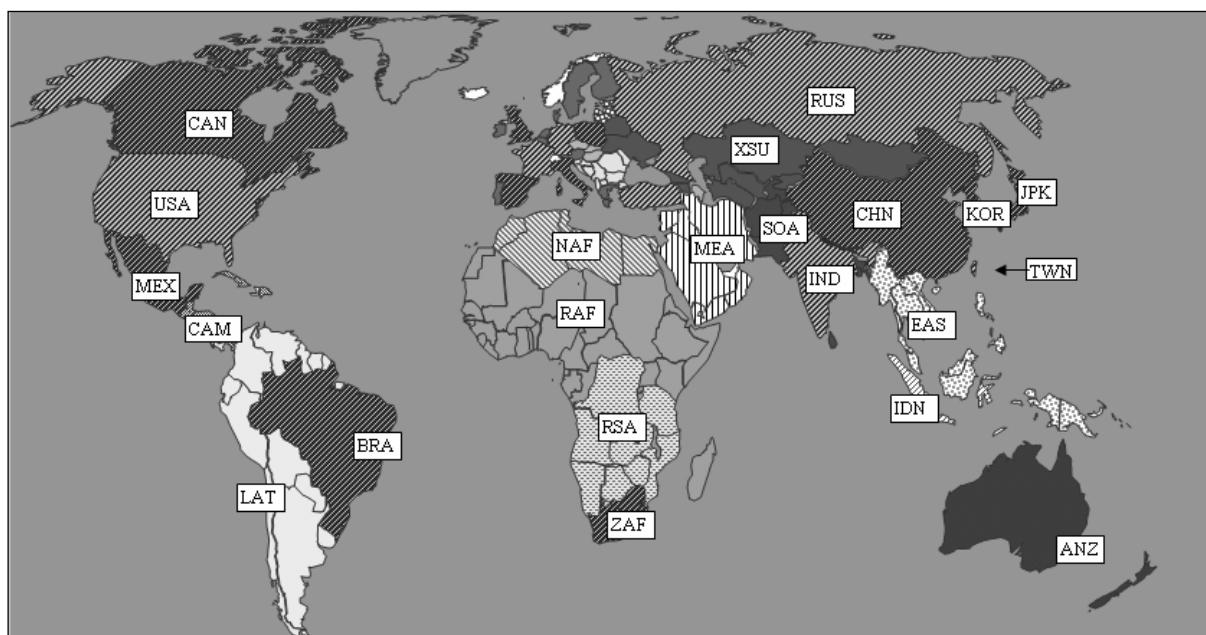 CAN
RUS
XSU
USA
JPK
CHN
KOR
NAF
SOA
MEA
TWN
MEX
IND
RAF
CAM
EAS
IDN
RSA
BRA
LAT
ZAF
ANZ